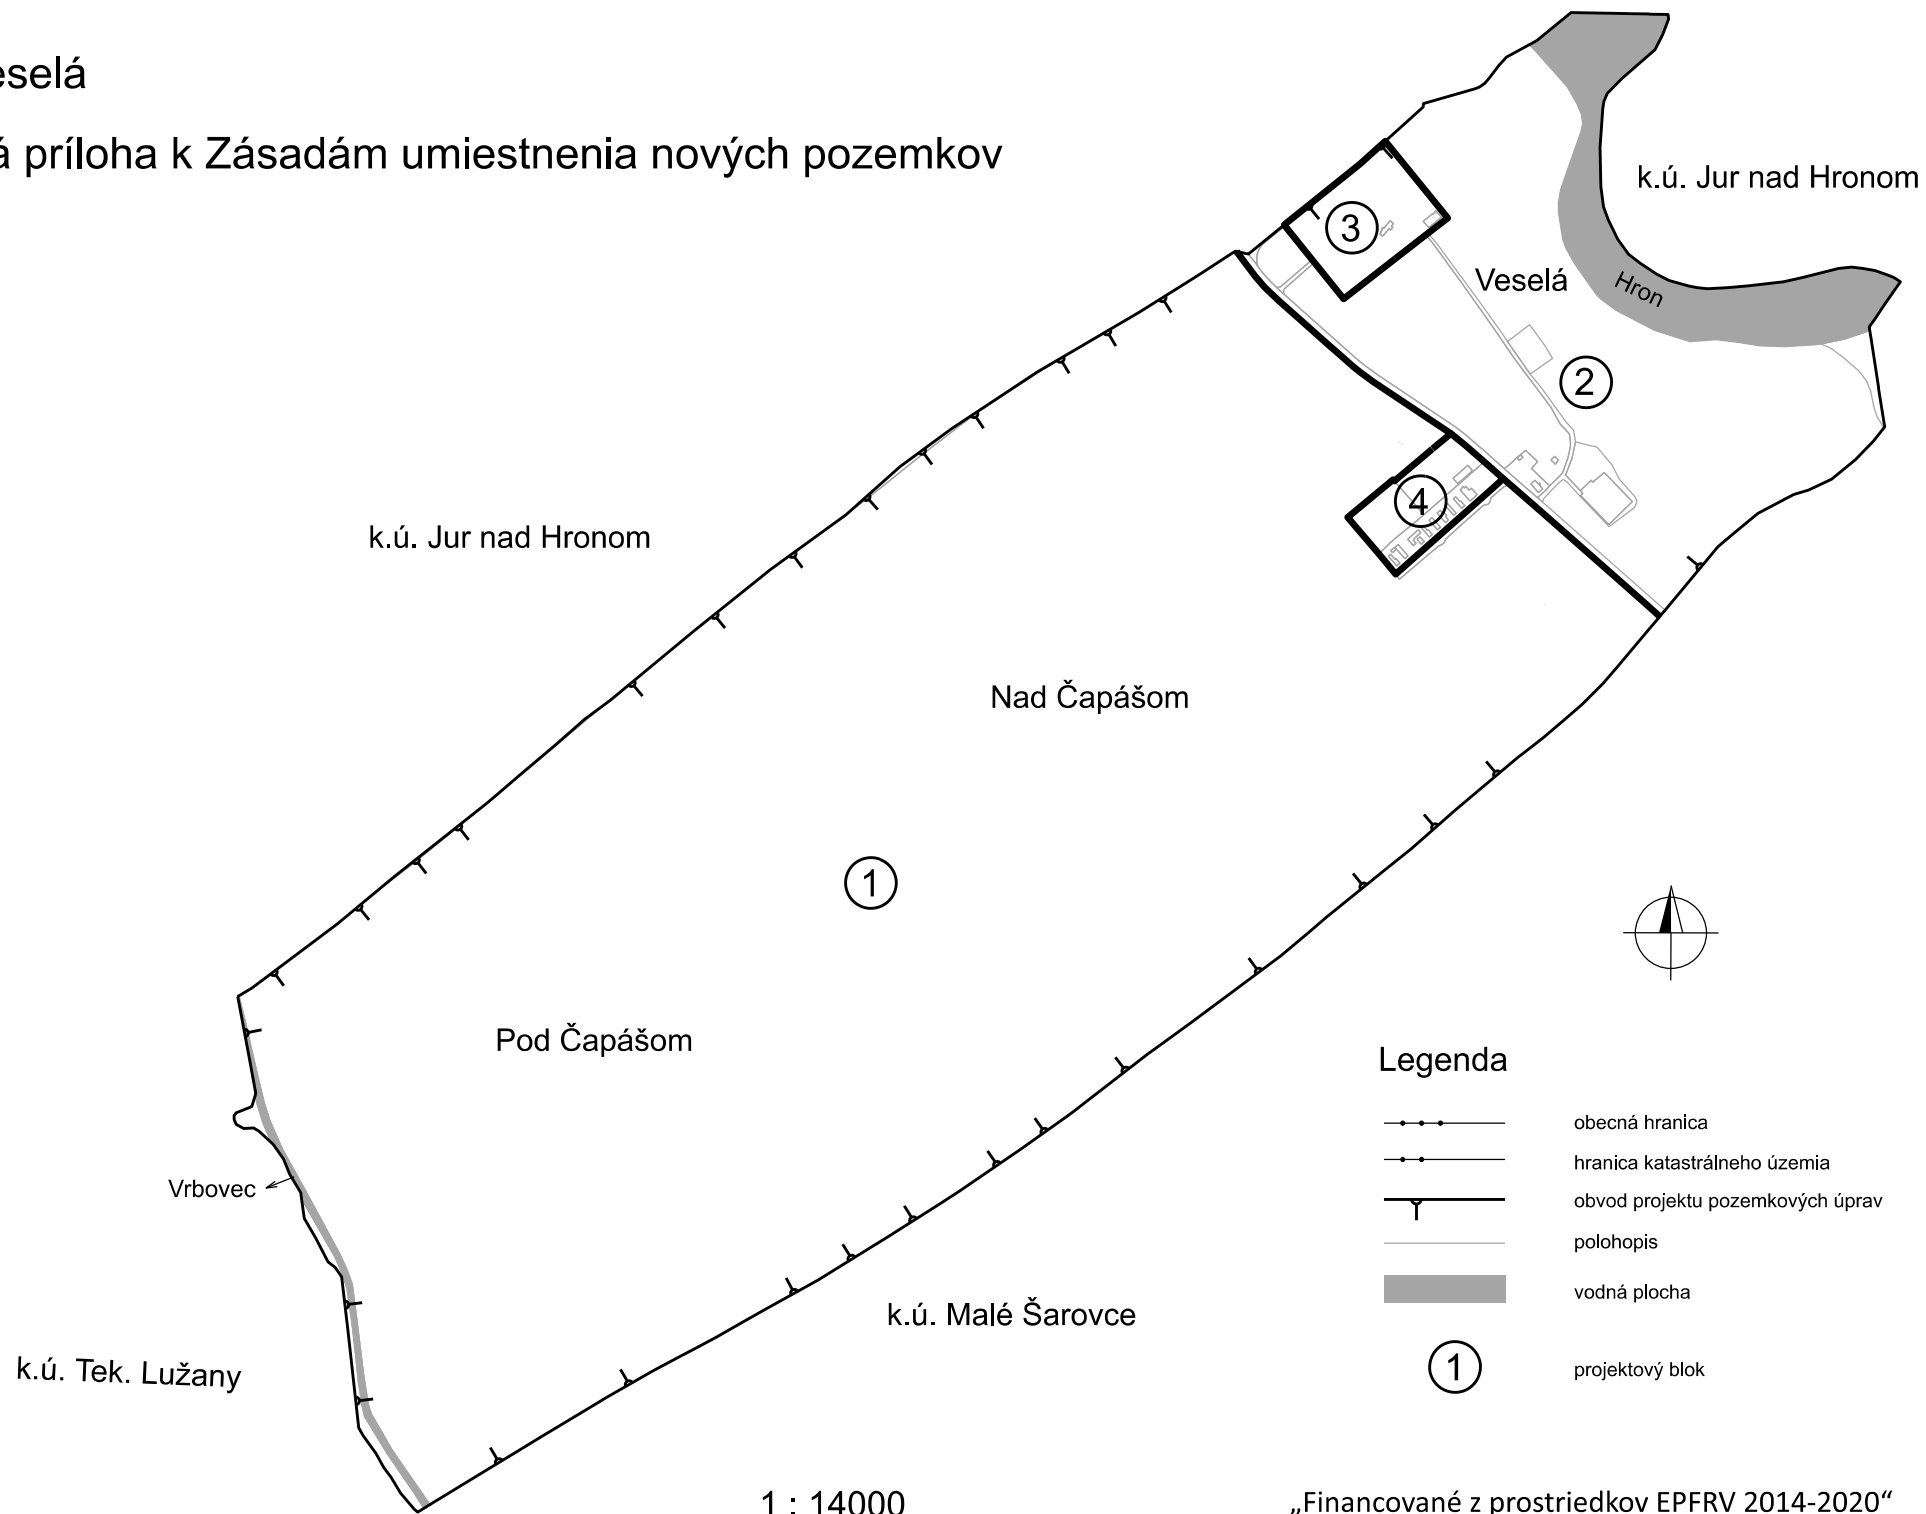 eselá
á príloha k Zásadám umiestnenia nových pozemkov
k.ú. Jur nad Hronom
3
Veselá
Hron
2
4
k.ú. Jur nad Hronom
Nad Čapášom
1
Pod Čapášom
Vrbovec
k.ú. Malé Šarovce
k.ú. Tek. Lužany
Legenda
obecná hranica
hranica katastrálneho územia
obvod projektu pozemkových úprav
polohopis
vodná plocha
1 projektový blok
1 : 14000
„Financované z prostriedkov EPFRV 2014-2020“